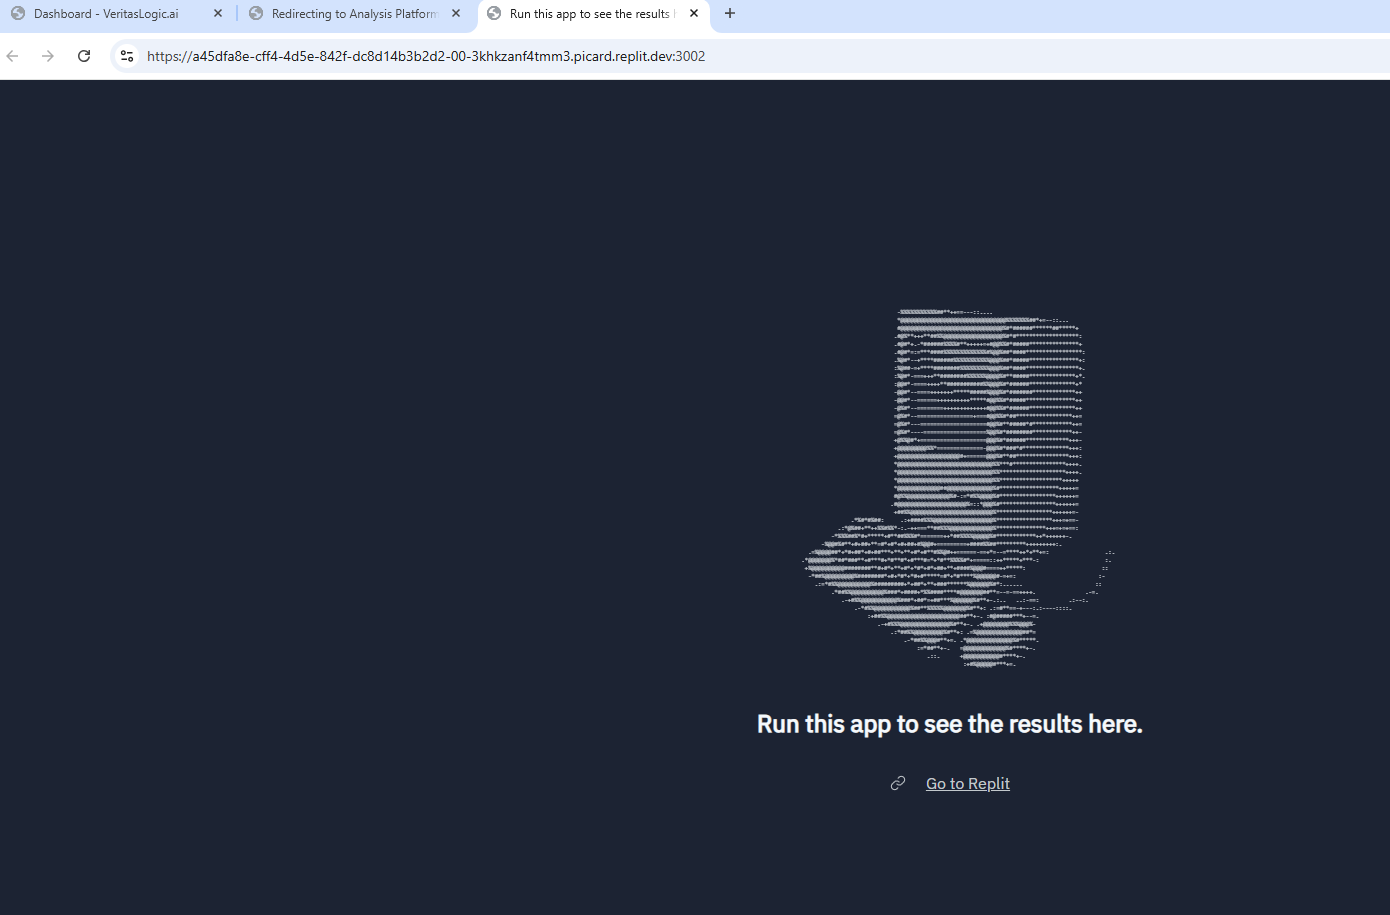 Dashboard - VeritasLogic.ai
Redirecting to Analysis Platform
Run this app to see the results
https://a45dfa8e-cff4-4d5e-842f-dc8d14b3b2d2-00-3khkzanf4tmm3.picard.replit.dev:3002
Run this app to see the results here.
Go to Replit